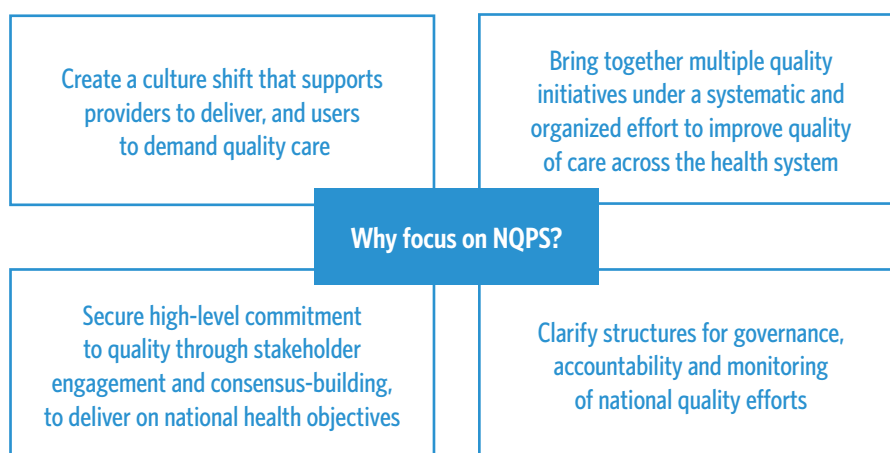 Create a culture shift that supports
providers to deliver, and users
to demand quality care
Bring together multiple quality
initiatives under a systematic and
organized effort to improve quality
of care across the health system
Why focus on NQPS?
Secure high-level commitment
to quality through stakeholder
engagement and consensus-building,
to deliver on national health objectives
Clarify structures for governance,
accountability and monitoring
of national quality efforts